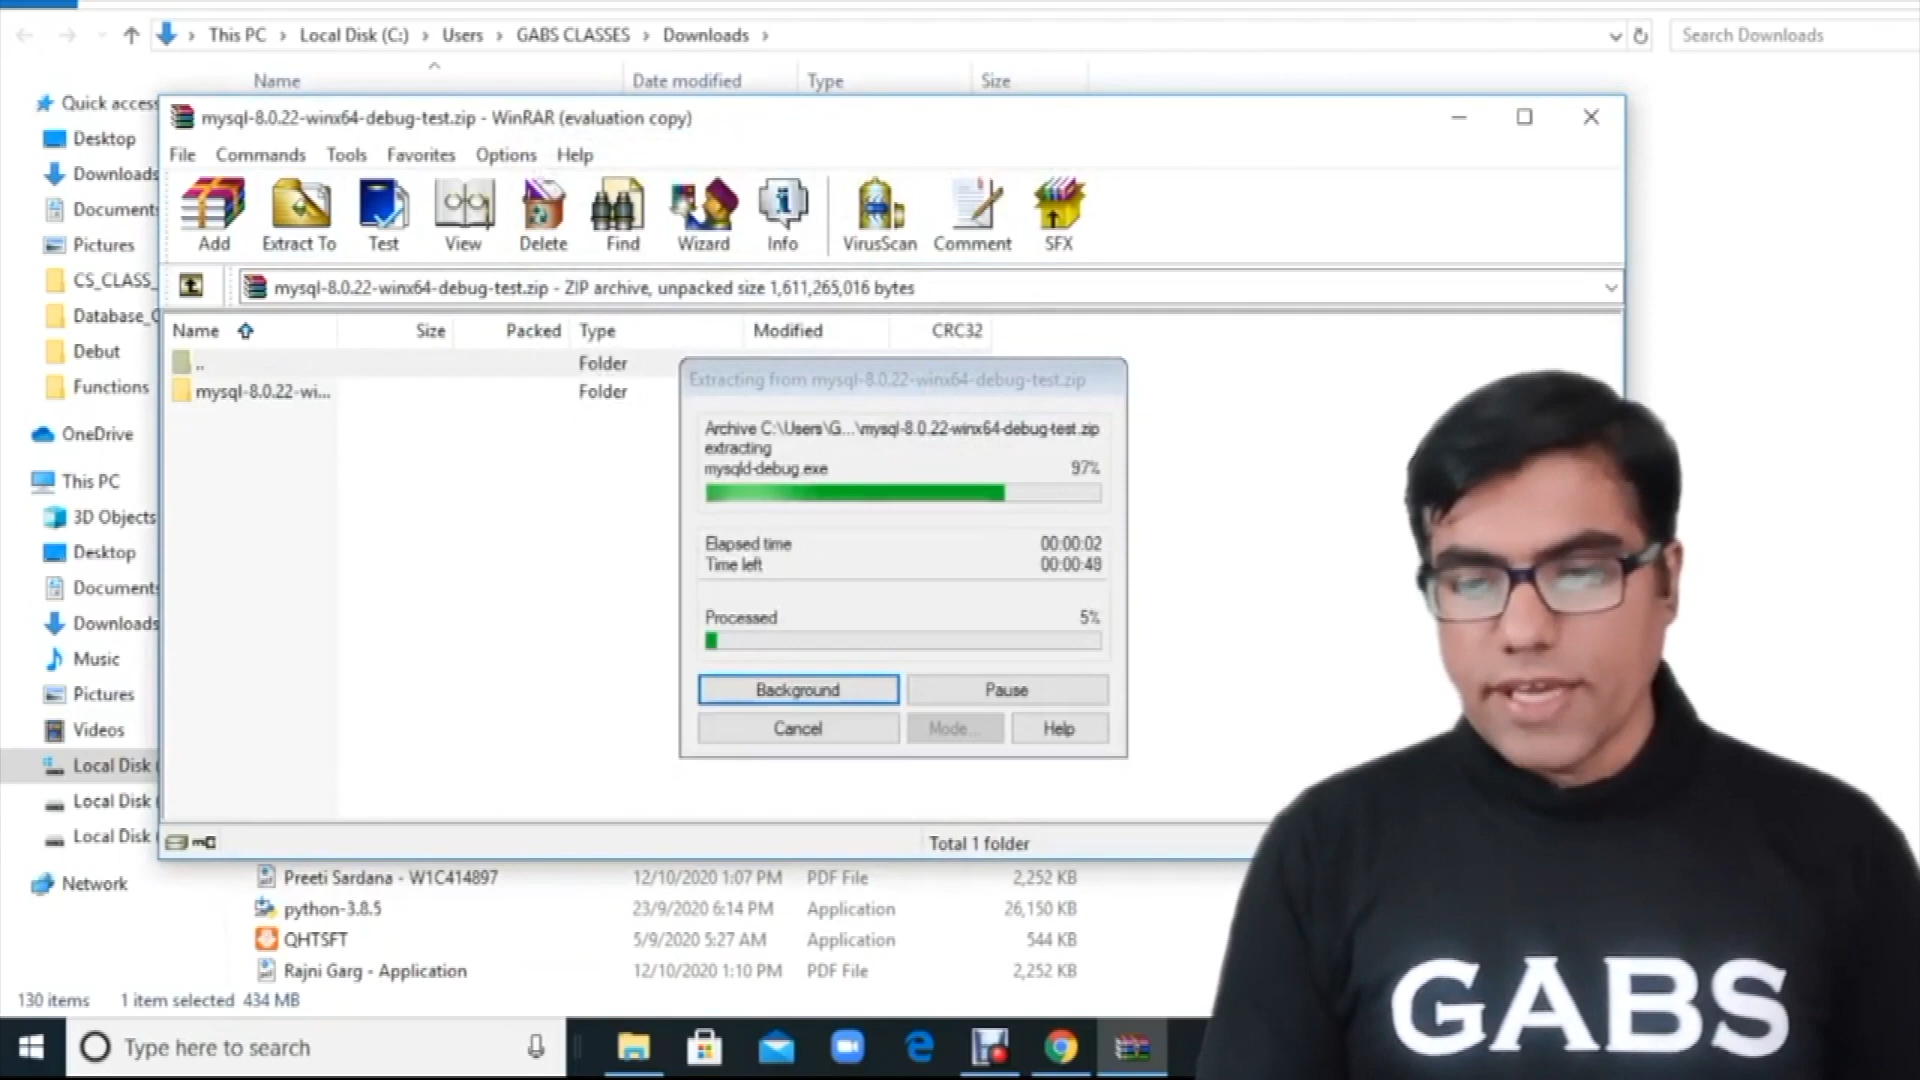 This PC > Local Disk (C:) > Users > GABS CLASSES > Downloads >
Search Downloads
Name Date modified Type Size
Quick access
Desktop
Downloads
Document
Pictures
CS_CLASS_
Database_C
Debut
Functions
OneDrive
This PC
3D Objects
Desktop
Document
Downloads
Music
Pictures
Videos
Local Disk (
Local Disk (
Local Disk (
Network
mysql-8.0.22-winx64-debug-test.zip - WinRAR (evaluation copy)
File Commands Tools Favorites Options Help
Add Extract To Test View Delete Find Wizard Info VirusScan Comment SFX
mysql-8.0.22-winx64-debug-test.zip - ZIP archive, unpacked size 1,611,265,016 bytes
Name Size Packed Type Modified CRC32
.. Folder
mysql-8.0.22-wi... Folder
Extracting from mysql-8.0.22-winx64-debug-test.zip
Archive C:\Users\G...\mysql-8.0.22-winx64-debug-test.zip
extracting
mysqld-debug.exe 97%
Elapsed time 00:00:02
Time left 00:00:48
Processed 5%
Background Pause
Cancel Mode... Help
Total 1 folder
Preeti Sardana - W1C414897 12/10/2020 1:07 PM PDF File 2,252 KB
python-3.8.5 23/9/2020 6:14 PM Application 26,150 KB
QHTSFT 5/9/2020 5:27 AM Application 544 KB
Rajni Garg - Application 12/10/2020 1:10 PM PDF File 2,252 KB
130 items 1 item selected 434 MB
Type here to search
GABS